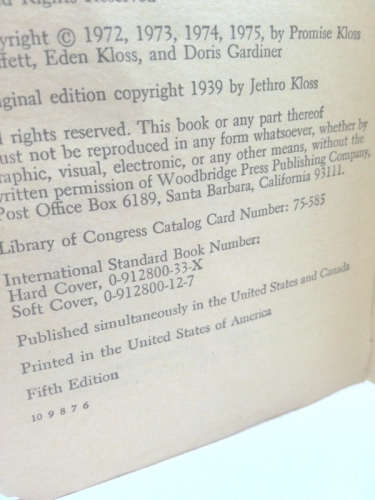 Rights Reserved
yright © 1972, 1973, 1974, 1975, by Promise Kloss
ffett, Eden Kloss, and Doris Gardiner
iginal edition copyright 1939 by Jethro Kloss
l rights reserved. This book or any part thereof
ust not be reproduced in any form whatsoever, whether by
raphic, visual, electronic, or any other means, without the
ritten permission of Woodbridge Press Publishing Company,
Post Office Box 6189, Santa Barbara, California 93111.
Library of Congress Catalog Card Number: 75-585
International Standard Book Number:
Hard Cover, 0-912800-33-X
Soft Cover, 0-912800-12-7
Published simultaneously in the United States and Canada
Printed in the United States of America
Fifth Edition
10 9 8 7 6